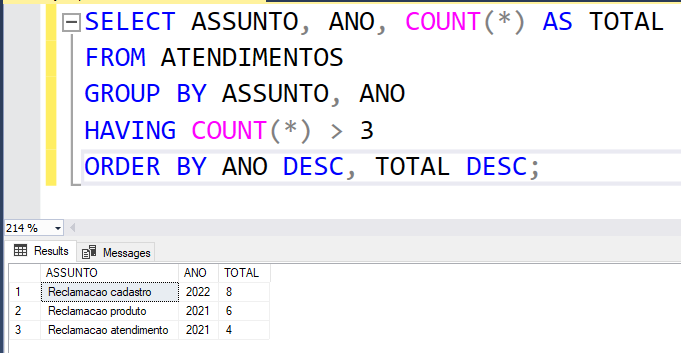 SELECT ASSUNTO, ANO, COUNT(*) AS TOTAL
FROM ATENDIMENTOS
GROUP BY ASSUNTO, ANO
HAVING COUNT(*) > 3
ORDER BY ANO DESC, TOTAL DESC;
214 %
Results Messages
ASSUNTO ANO TOTAL
1 Reclamacao cadastro 2022 8
2 Reclamacao produto 2021 6
3 Reclamacao atendimento 2021 4